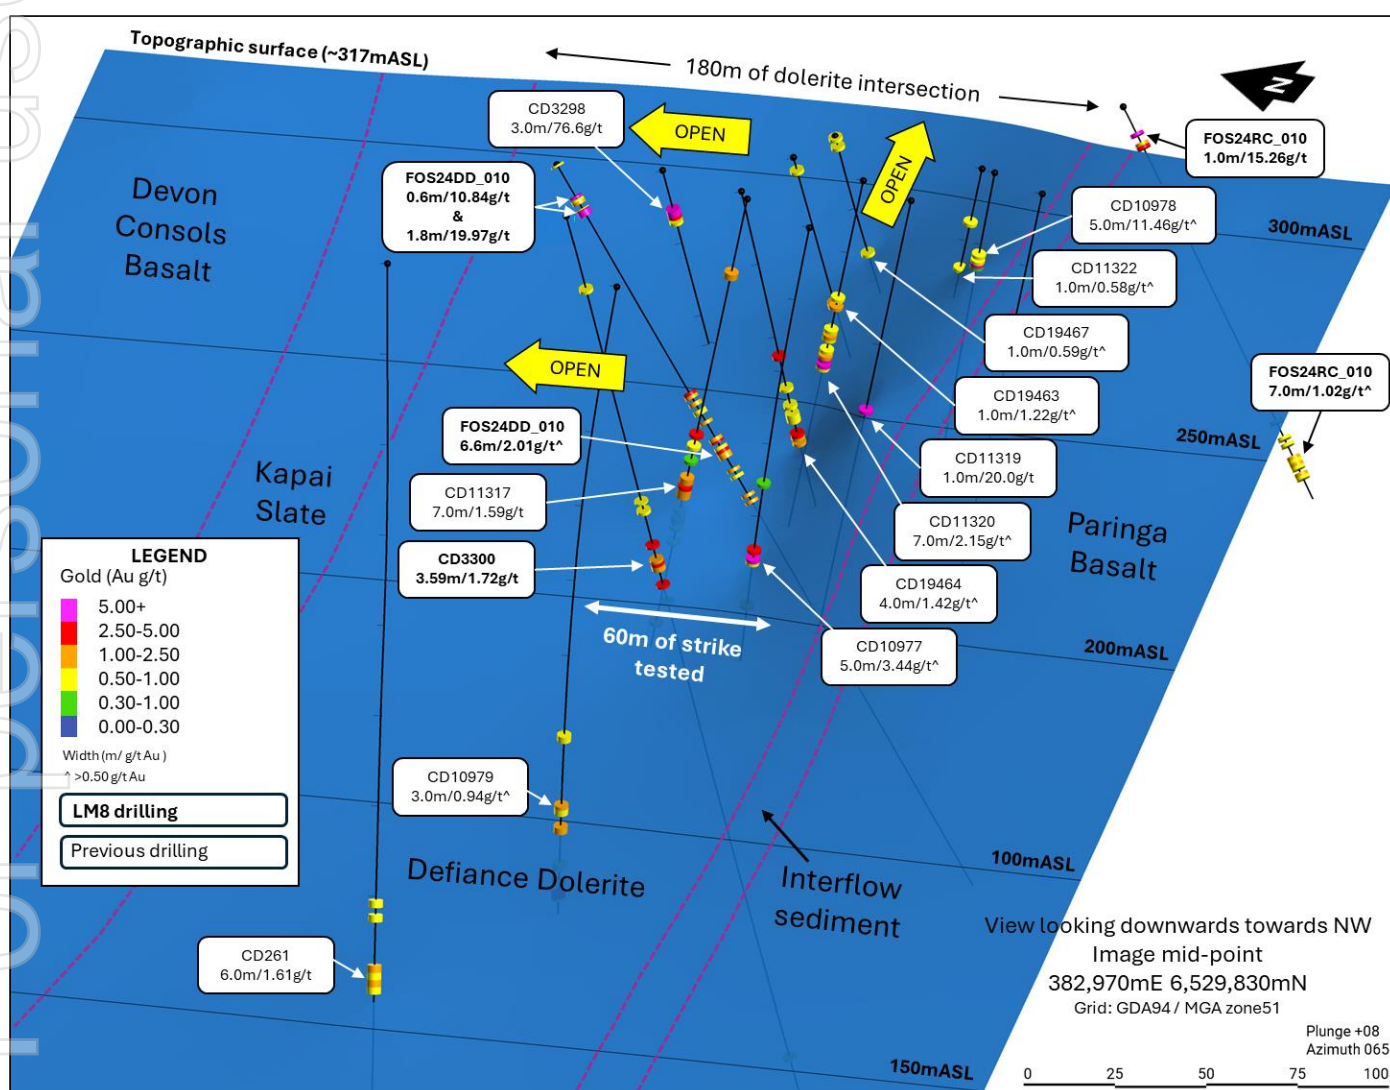 Topographic surface (~317mASL)
180m of dolerite intersection
N
CD3298
3.0m/76.6g/t
OPEN
OPEN
FOS24RC_010
1.0m/15.26g/t
FOS24DD_010
0.6m/10.84g/t
&
1.8m/19.97g/t
Devon
Consols
Basalt
CD10978
5.0m/11.46g/t^
300mASL
CD11322
1.0m/0.58g/t^
CD19467
1.0m/0.59g/t^
OPEN
FOS24RC_010
7.0m/1.02g/t^
CD19463
1.0m/1.22g/t^
250mASL
FOS24DD_010
6.6m/2.01g/t^
CD11319
1.0m/20.0g/t
Kapai
Slate
CD11317
7.0m/1.59g/t
CD11320
7.0m/2.15g/t^
Paringa
Basalt
CD3300
3.59m/1.72g/t
CD19464
4.0m/1.42g/t^
60m of strike
tested
CD10977
5.0m/3.44g/t^
200mASL
LEGEND
Gold (Au g/t)
5.00+
2.50-5.00
1.00-2.50
0.50-1.00
0.30-1.00
0.00-0.30
Width (m/ g/t Au )
^ >0.50 g/t Au
LM8 drilling
Previous drilling
CD10979
3.0m/0.94g/t^
100mASL
Defiance Dolerite
Interflow
sediment
CD261
6.0m/1.61g/t
View looking downwards towards NW
Image mid-point
382,970mE 6,529,830mN
Grid: GDA94 / MGA zone51
Plunge +08
Azimuth 065
150mASL
0 25 50 75 100
or personal use